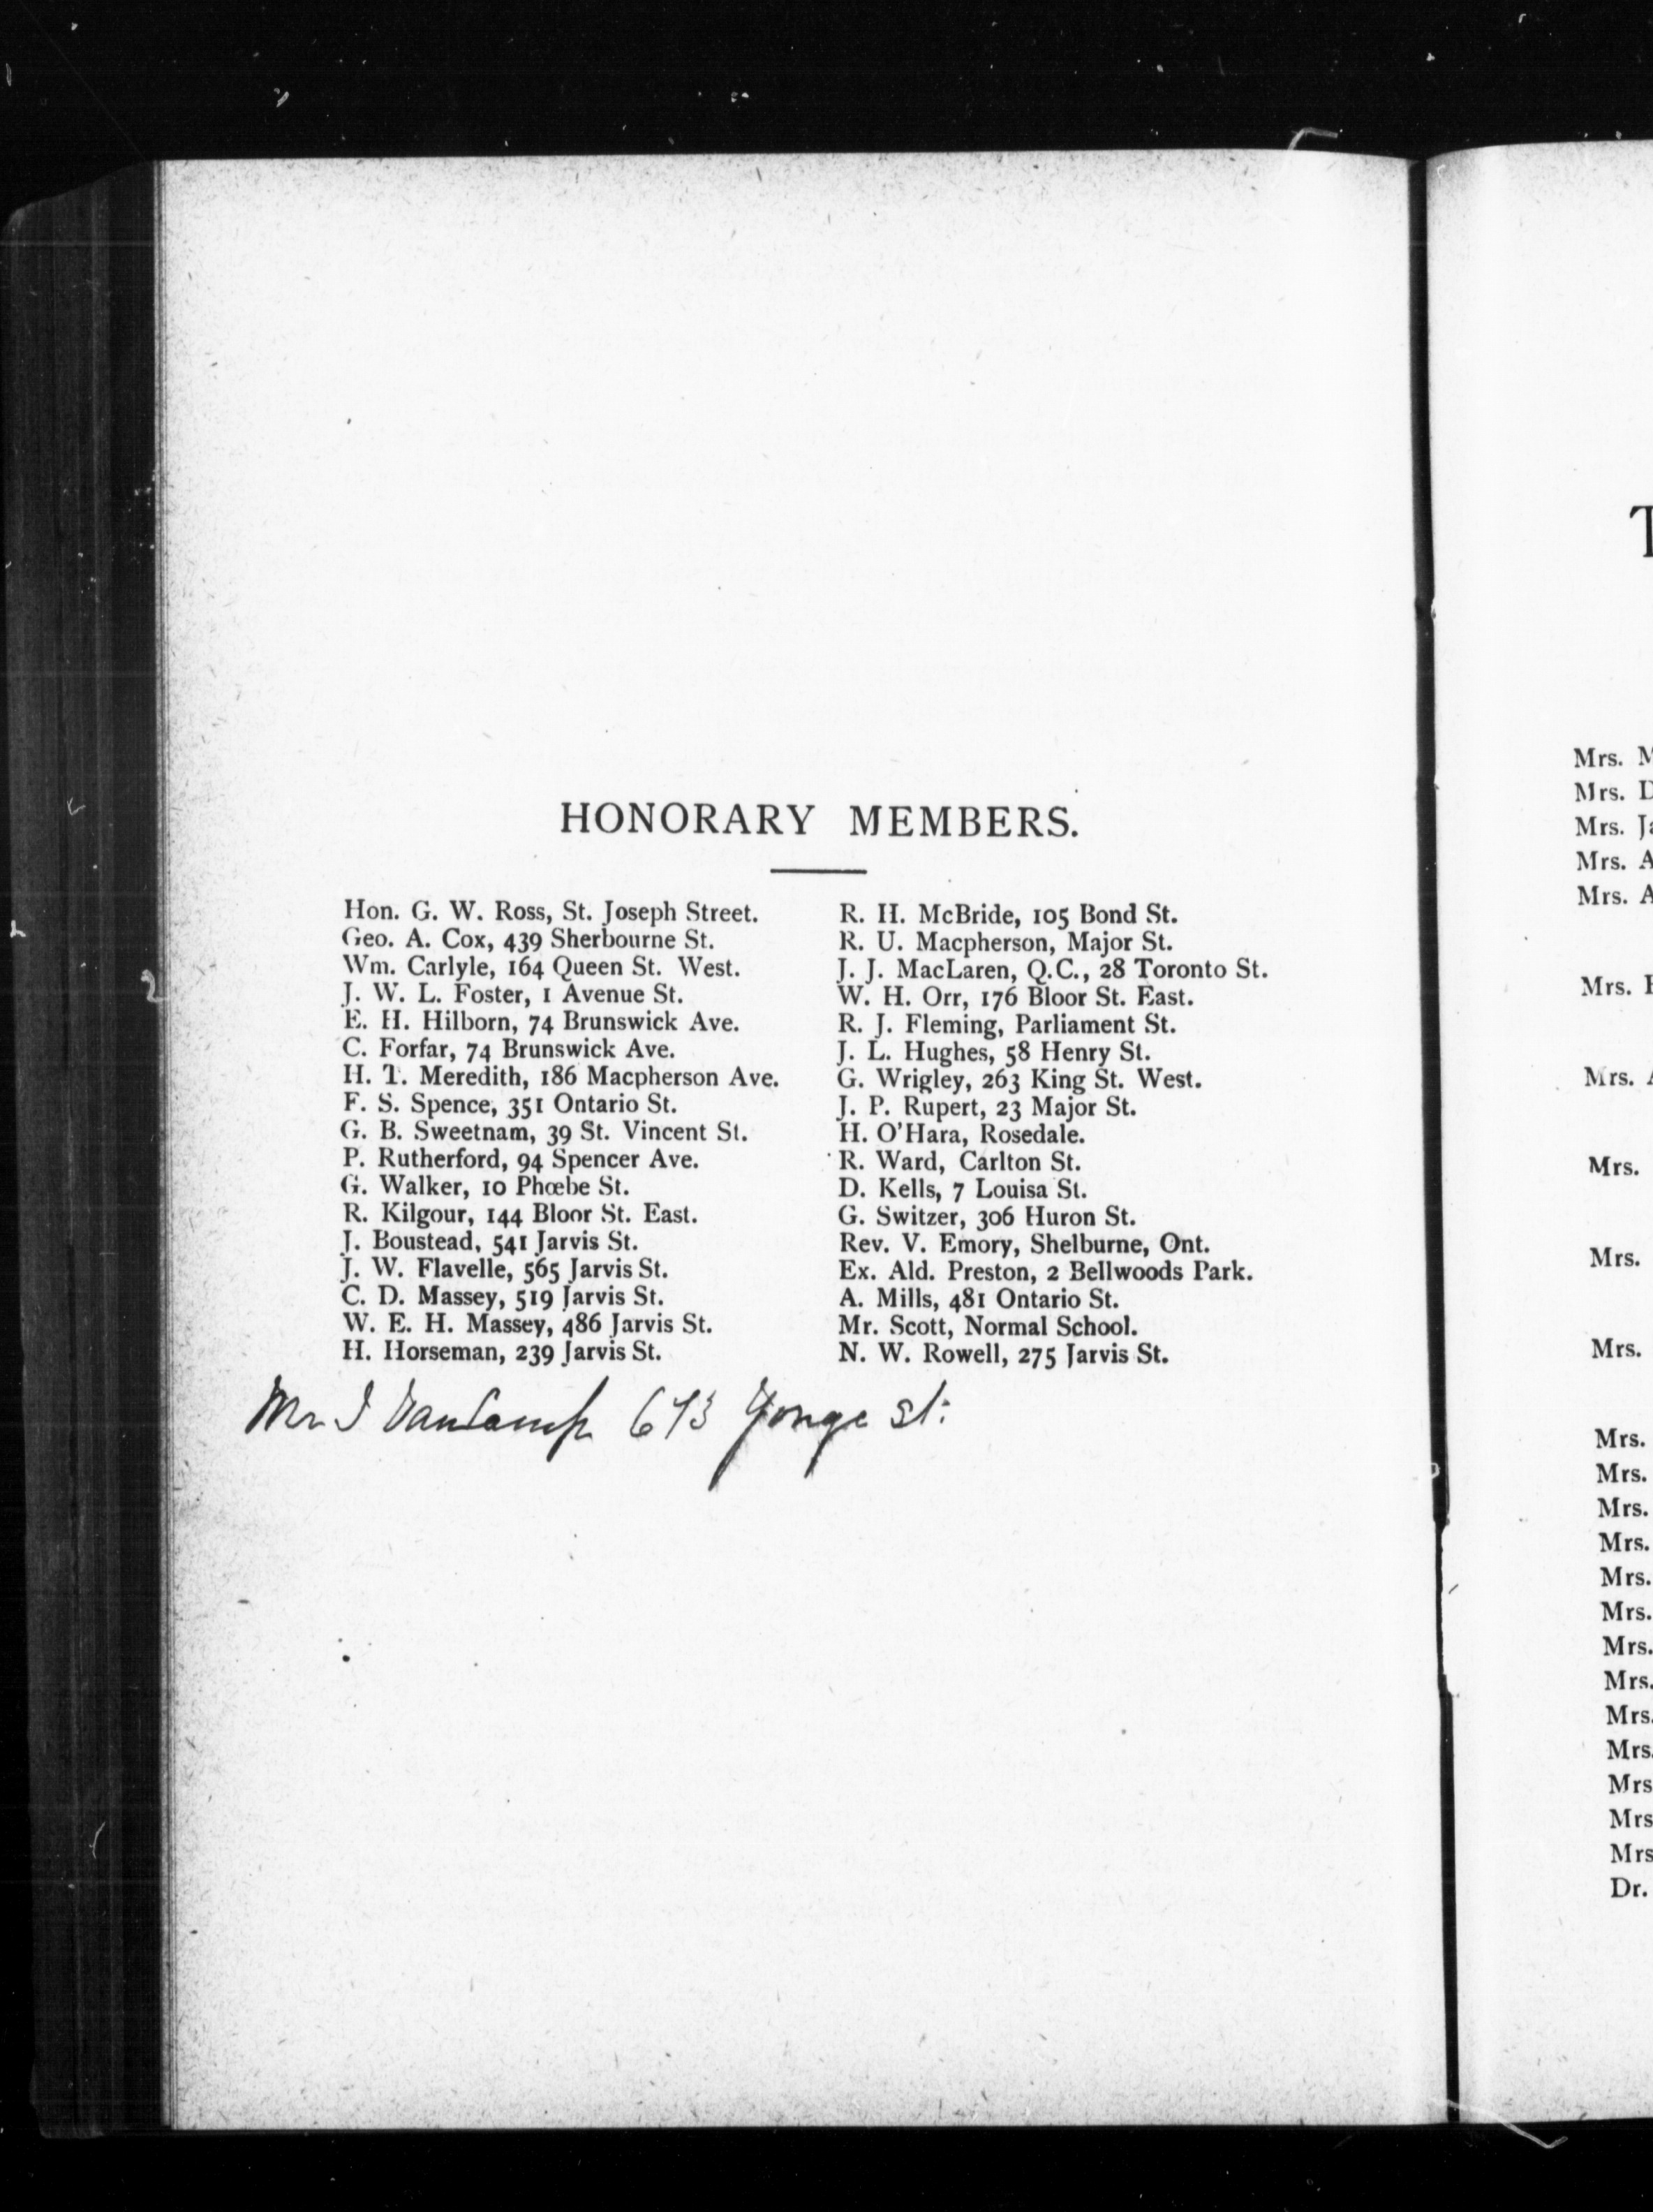 HONORARY MEMBERS.
Hon. G. W. Ross, St. Joseph Street.
Geo. A. Cox, 439 Sherbourne St.
Wm. Carlyle, 164 Queen St. West.
J. W. L. Foster, 1 Avenue St.
E. H. Hilborn, 74 Brunswick Ave.
C. Forfar, 74 Brunswick Ave.
H. T. Meredith, 186 Macpherson Ave.
F. S. Spence, 351 Ontario St.
G. B. Sweetnam, 39 St. Vincent St.
P. Rutherford, 94 Spencer Ave.
G. Walker, 10 Phœbe St.
R. Kilgour, 144 Bloor St. East.
J. Boustead, 541 Jarvis St.
J. W. Flavelle, 565 Jarvis St.
C. D. Massey, 519 Jarvis St.
W. E. H. Massey, 486 Jarvis St.
H. Horseman, 239 Jarvis St.
R. H. McBride, 105 Bond St.
R. U. Macpherson, Major St.
J. J. MacLaren, Q.C., 28 Toronto St.
W. H. Orr, 176 Bloor St. East.
R. J. Fleming, Parliament St.
J. L. Hughes, 58 Henry St.
G. Wrigley, 263 King St. West.
J. P. Rupert, 23 Major St.
H. O'Hara, Rosedale.
R. Ward, Carlton St.
D. Kells, 7 Louisa St.
G. Switzer, 306 Huron St.
Rev. V. Emory, Shelburne, Ont.
Ex. Ald. Preston, 2 Bellwoods Park.
A. Mills, 481 Ontario St.
Mr. Scott, Normal School.
N. W. Rowell, 275 Jarvis St.
Mr J VanCamp 673 Yonge St.
T
Mrs. M
Mrs. D
Mrs. Ja
Mrs. A
Mrs. A
Mrs.
Mrs. A
Mrs.
Mrs.
Mrs.
Mrs.
Mrs.
Mrs.
Mrs.
Mrs.
Mrs.
Mrs.
Mrs.
Mrs.
Mrs.
Mrs
Mrs
Mrs
Dr.